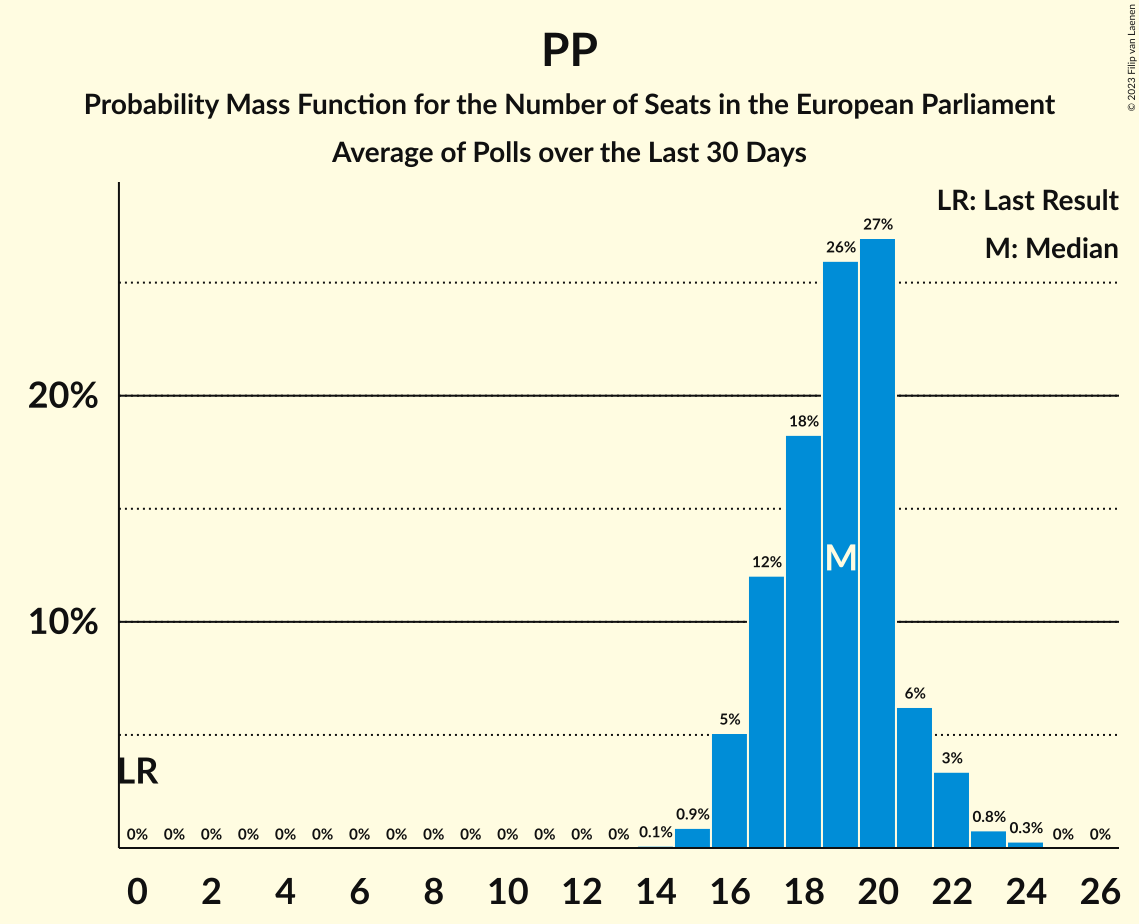 PP
Probability Mass Function for the Number of Seats in the European Parliament
Average of Polls over the Last 30 Days
© 2023 Filip van Laenen
LR: Last Result
M: Median
27%
26%
20%
18%
12%
M
10%
6%
5%
3%
LR
0% 0% 0% 0% 0% 0% 0% 0% 0% 0% 0% 0% 0% 0% 0.1% 0.9% 0.8% 0.3% 0% 0%
0 2 4 6 8 10 12 14 16 18 20 22 24 26